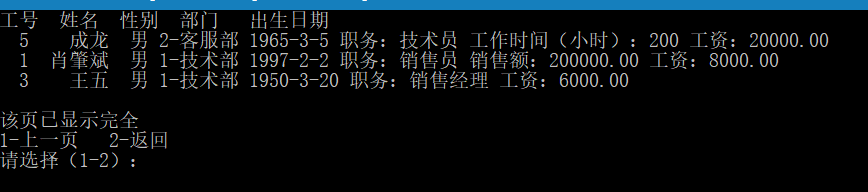 工号  姓名  性别  部门   出生日期
5    成龙  男 2-客服部 1965-3-5 职务：技术员 工作时间（小时）：200 工资：20000.00
1  肖肇斌  男 1-技术部 1997-2-2 职务：销售员 销售额：200000.00 工资：8000.00
3    王五  男 1-技术部 1950-3-20 职务：销售经理 工资：6000.00
该页已显示完全
1-上一页   2-返回
请选择（1-2）：